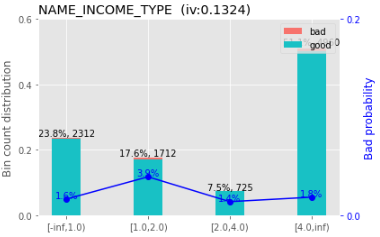 NAME_INCOME_TYPE (iv:0.1324)
0.6
0.4
0.2
0.0
Bin count distribution
0.2
0.0
Bad probability
bad
good
23.8%, 2312
17.6%, 1712
7.5%, 725
1.6%
3.9%
1.4%
1.8%
[-inf,1.0)
[1.0,2.0)
[2.0,4.0)
[4.0,inf)